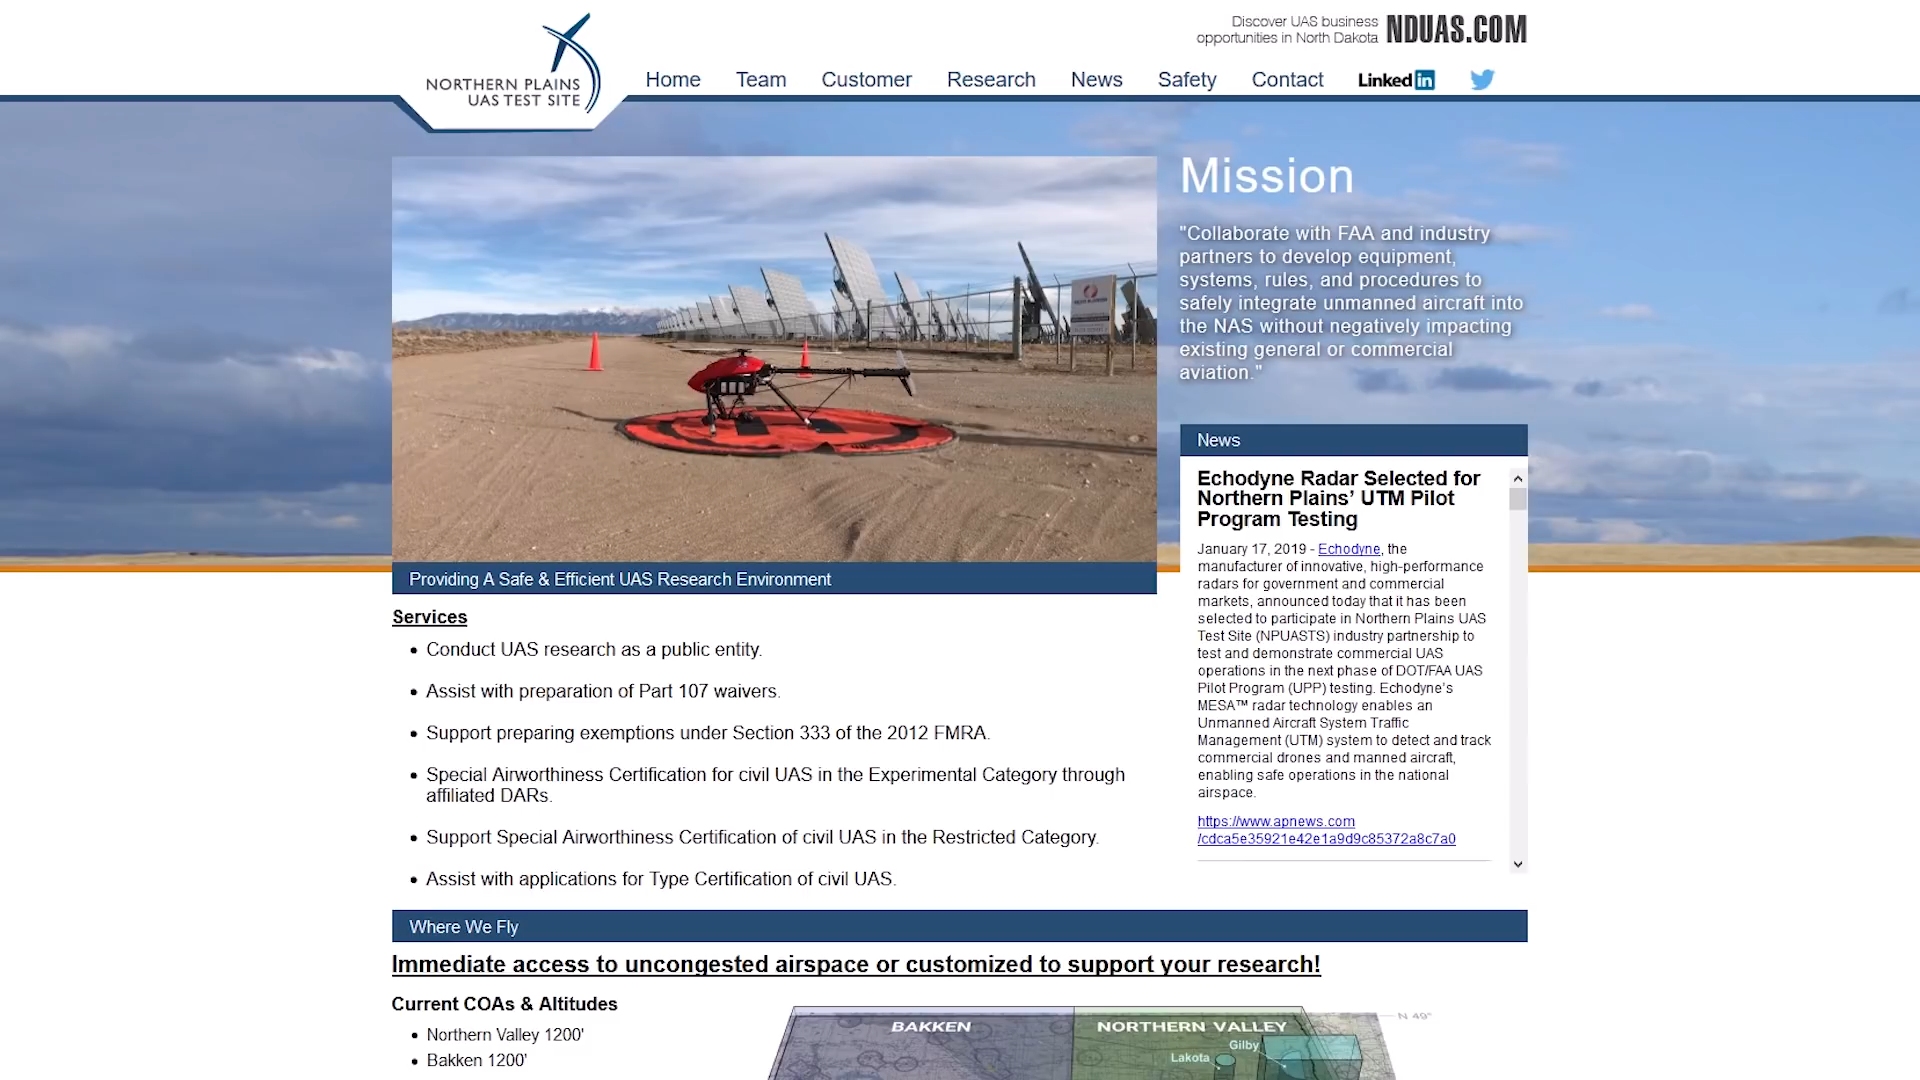 Discover UAS business
opportunities in North Dakota
NDUAS.COM
NORTHERN PLAINS
UAS TEST SITE
Home
Team
Customer
Research
News
Safety
Contact
Linked in
Mission
"Collaborate with FAA and industry
partners to develop equipment,
systems, rules, and procedures to
safely integrate unmanned aircraft into
the NAS without negatively impacting
existing general or commercial
aviation."
Providing A Safe & Efficient UAS Research Environment
Services
• Conduct UAS research as a public entity.
• Assist with preparation of Part 107 waivers.
• Support preparing exemptions under Section 333 of the 2012 FMRA.
• Special Airworthiness Certification for civil UAS in the Experimental Category through
affiliated DARs.
• Support Special Airworthiness Certification of civil UAS in the Restricted Category.
• Assist with applications for Type Certification of civil UAS.
News
Echodyne Radar Selected for
Northern Plains’ UTM Pilot
Program Testing
January 17, 2019 - Echodyne, the
manufacturer of innovative, high-performance
radars for government and commercial
markets, announced today that it has been
selected to participate in Northern Plains UAS
Test Site (NPUASTS) industry partnership to
test and demonstrate commercial UAS
operations in the next phase of DOT/FAA UAS
Pilot Program (UPP) testing. Echodyne’s
MESA™ radar technology enables an
Unmanned Aircraft System Traffic
Management (UTM) system to detect and track
commercial drones and manned aircraft,
enabling safe operations in the national
airspace.
https://www.apnews.com
/cdca5e35921e42e1a9d9c85372a8c7a0
Where We Fly
Immediate access to uncongested airspace or customized to support your research!
Current COAs & Altitudes
• Northern Valley 1200'
• Bakken 1200'
BAKKEN
NORTHERN VALLEY
N 49°
Gilby
Lakota